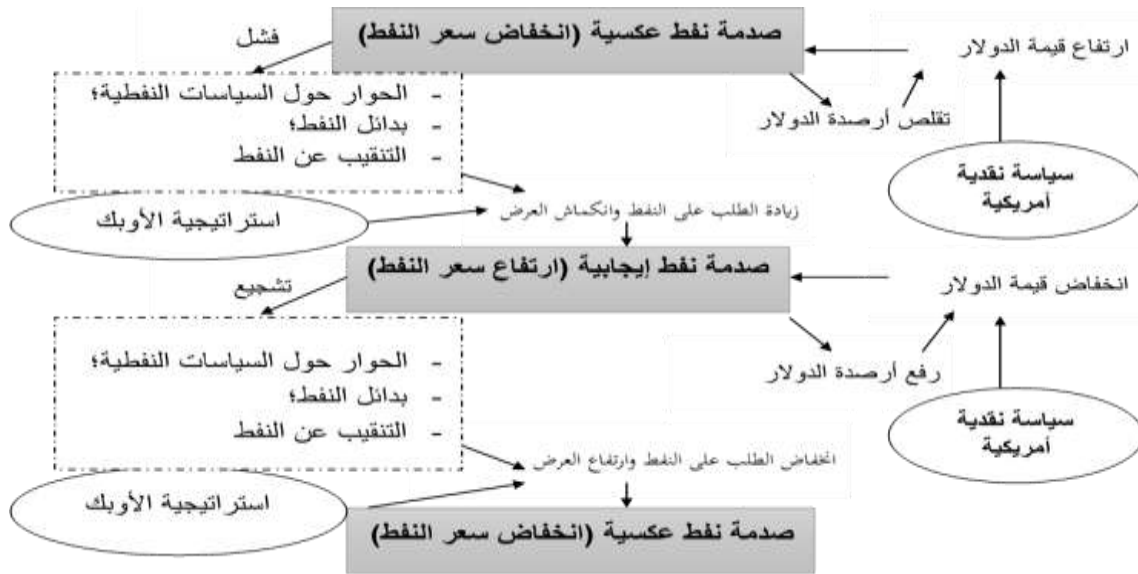 صدمة نفط عكسية (انخفاض سعر النفط)
ارتفاع قيمة الدولار
فشل
- الحوار حول السياسات النفطية؛
- بدائل النفط؛
- التنقيب عن النفط
تقلص أرصدة الدولار
سياسة نقدية
أمريكية
استراتيجية الأوبك
زيادة الطلب على النفط وانكماش العرض
صدمة نفط إيجابية (ارتفاع سعر النفط)
انخفاض قيمة الدولار
تشجيع
- الحوار حول السياسات النفطية؛
- بدائل النفط؛
- التنقيب عن النفط
رفع أرصدة الدولار
سياسة نقدية
أمريكية
انخفاض الطلب على النفط وارتفاع العرض
استراتيجية الأوبك
صدمة نفط عكسية (انخفاض سعر النفط)